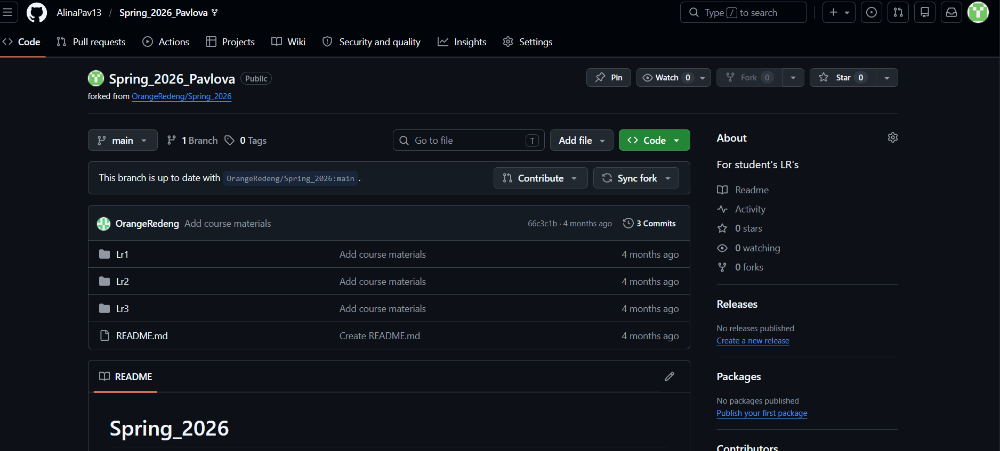 AlinaPav13 / Spring_2026_Pavlova
Type / to search
Code Pull requests Actions Projects Wiki Security and quality Insights Settings
Spring_2026_Pavlova Public
Pin Watch 0 Fork 0 Star 0
forked from OrangeRedeng/Spring_2026
main 1 Branch 0 Tags
Go to file T Add file Code
This branch is up to date with OrangeRedeng/Spring_2026:main .
Contribute Sync fork
OrangeRedeng Add course materials 66c3c1b · 4 months ago 3 Commits
Lr1 Add course materials 4 months ago
Lr2 Add course materials 4 months ago
Lr3 Add course materials 4 months ago
README.md Create README.md 4 months ago
README
Spring_2026
About
For student's LR's
Readme
Activity
0 stars
0 watching
0 forks
Releases
No releases published
Create a new release
Packages
No packages published
Publish your first package
Contributors